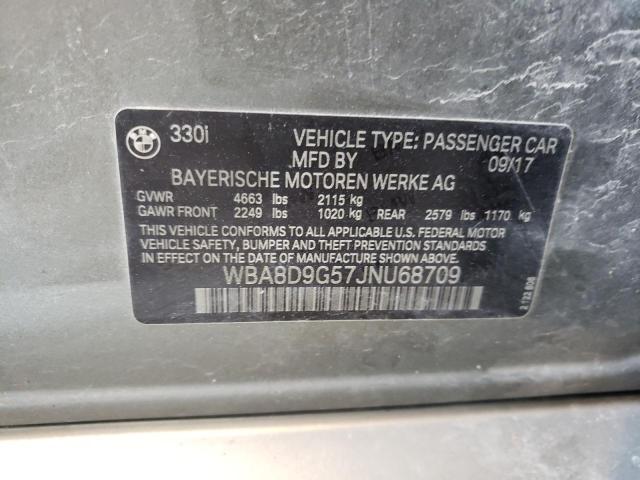 BMW 330i VEHICLE TYPE: PASSENGER CAR
MFD BY 09/17
BAYERISCHE MOTOREN WERKE AG
GVWR 4663 lbs 2115 kg
GAWR FRONT 2249 lbs 1020 kg REAR 2579 lbs 1170 kg
THIS VEHICLE CONFORMS TO ALL APPLICABLE U.S. FEDERAL MOTOR
VEHICLE SAFETY, BUMPER AND THEFT PREVENTION STANDARDS
IN EFFECT ON THE DATE OF MANUFACTURE SHOWN ABOVE.
WBA8D9G57JNU68709